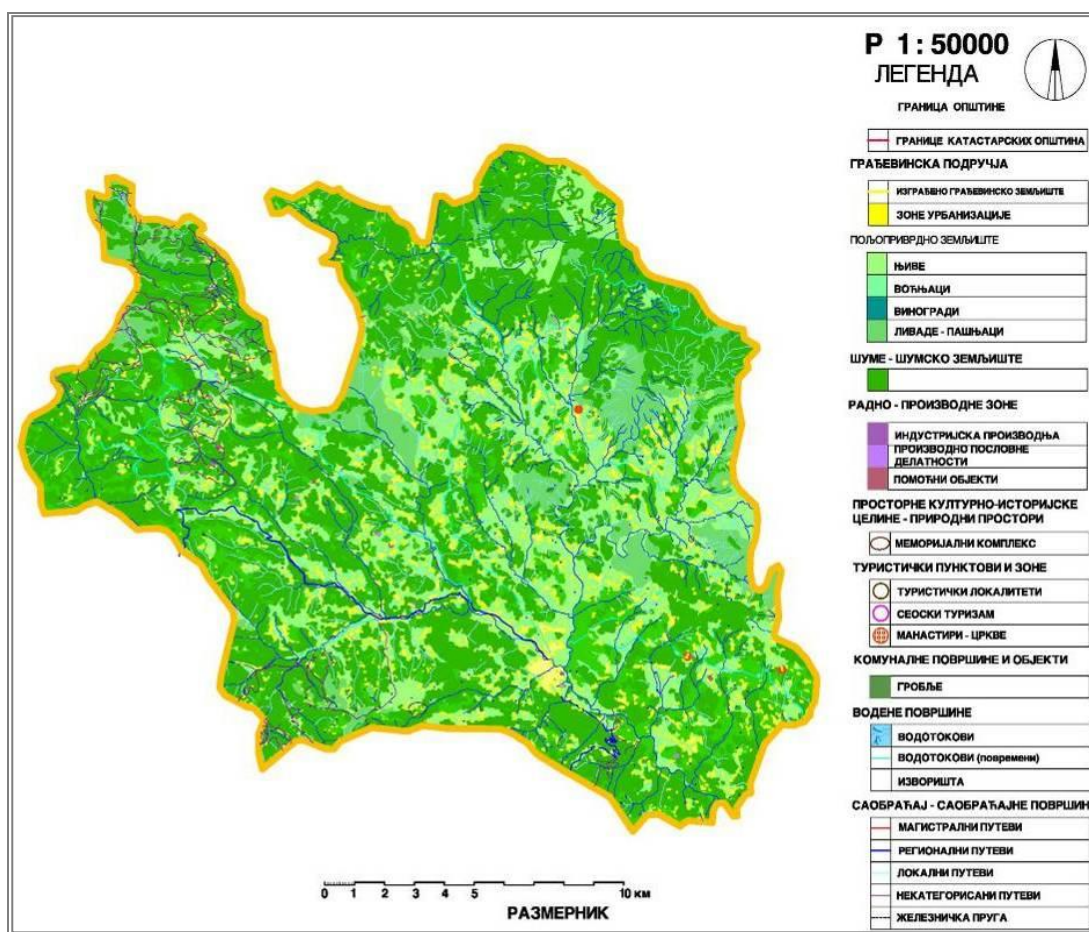 Р 1:50000
ЛЕГЕНДА
ГРАНИЦА ОПШТИНЕ
ГРАНИЦЕ КАТАСТАРСКИХ ОПШТИНА
ГРАЂЕВИНСКА ПОДРУЧЈА
ИЗГРАЂЕНО ГРАЂЕВИНСКО ЗЕМЉИШТЕ
ЗОНЕ УРБАНИЗАЦИЈЕ
ПОЉОПРИВРДНО ЗЕМЉИШТЕ
ЊИВЕ
ВОЋЊАЦИ
ВИНОГРАДИ
ЛИВАДЕ - ПАШЊАЦИ
ШУМЕ - ШУМСКО ЗЕМЉИШТЕ
РАДНО - ПРОИЗВОДНЕ ЗОНЕ
ИНДУСТРИЈСКА ПРОИЗВОДЊА
ПРОИЗВОДНО ПОСЛОВНЕ
ДЕЛАТНОСТИ
ПОМОЋНИ ОБЈЕКТИ
ПРОСТОРНЕ КУЛТУРНО-ИСТОРИЈСКЕ
ЦЕЛИНЕ - ПРИРОДНИ ПРОСТОРИ
МЕМОРИЈАЛНИ КОМПЛЕКС
ТУРИСТИЧКИ ПУНКТОВИ И ЗОНЕ
ТУРИСТИЧКИ ЛОКАЛИТЕТИ
СЕОСКИ ТУРИЗАМ
МАНАСТИРИ - ЦРКВЕ
КОМУНАЛНЕ ПОВРШИНЕ И ОБЈЕКТИ
ГРОБЉЕ
ВОДЕНЕ ПОВРШИНЕ
ВОДОТОКОВИ
ВОДОТОКОВИ (повремени)
ИЗВОРИШТА
САОБРАЋАЈ - САОБРАЋАЈНЕ ПОВРШИН
МАГИСТРАЛНИ ПУТЕВИ
РЕГИОНАЛНИ ПУТЕВИ
ЛОКАЛНИ ПУТЕВИ
НЕКАТЕГОРИСАНИ ПУТЕВИ
ЖЕЛЕЗНИЧКА ПРУГА
0 1 2 3 4 5 10 км
РАЗМЕРНИК